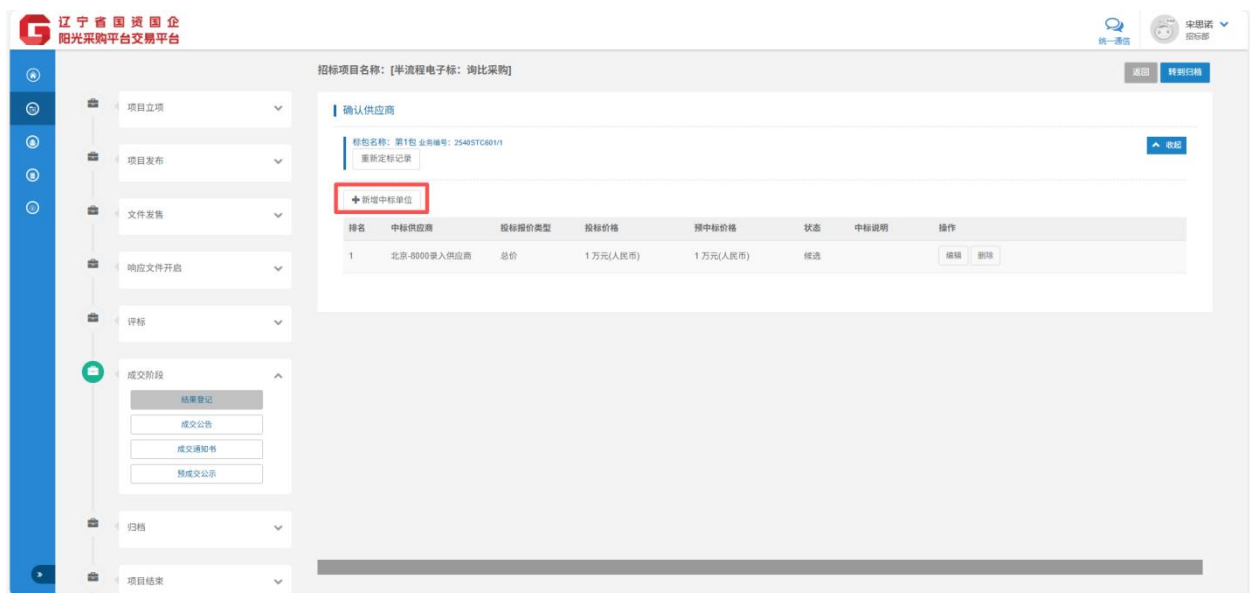 辽宁省国资国企
阳光采购平台交易平台
统一通信
宋思诺
招标部
招标项目名称：[半流程电子标：询比采购]
返回
转到归档
项目立项
项目发布
文件发售
响应文件开启
评标
成交阶段
结果登记
成交公告
成交通知书
预成交公示
归档
项目结束
确认供应商
标包名称：第1包 业务编号：2540STC601/1
收起
重新定标记录
新增中标单位
排名 中标供应商 投标报价类型 投标价格 预中标价格 状态 中标说明 操作
1 北京-8000录入供应商 总价 1 万元(人民币) 1 万元(人民币) 候选 编辑 删除